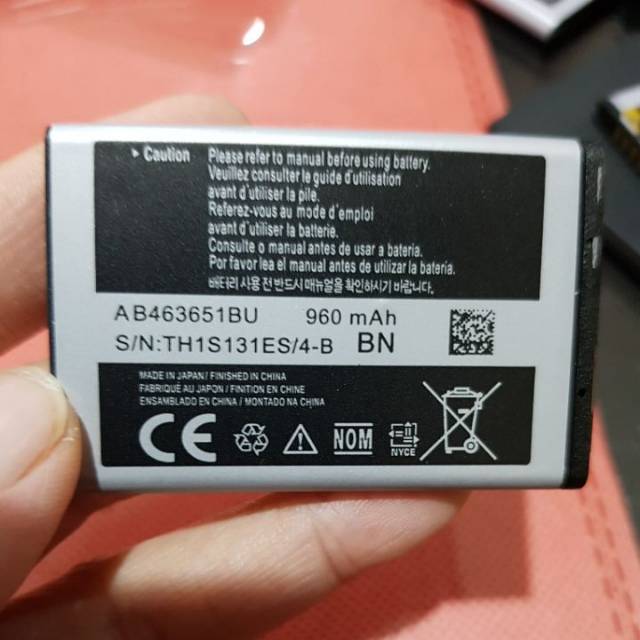 ▸ Caution
Please refer to manual before using battery.
Veuillez consulter le guide d'utilisation
avant d'utiliser la pile.
Referez-vous au mode d'emploi
avant d'utiliser la batterie.
Consulte o manual antes de usar a bateria.
Por favor lea el manual antes de utilizar la batería.
배터리 사용 전 반드시 매뉴얼을 확인하시기 바랍니다.
AB463651BU 960 mAh
S/N:TH1S131ES/4-B BN
MADE IN JAPAN / FINISHED IN CHINA
FABRIQUÉ AU JAPON / FINITION EN CHINE
ENSAMBLADO EN CHINA / MONTADO NA CHINA
CE
NOM
NYCE